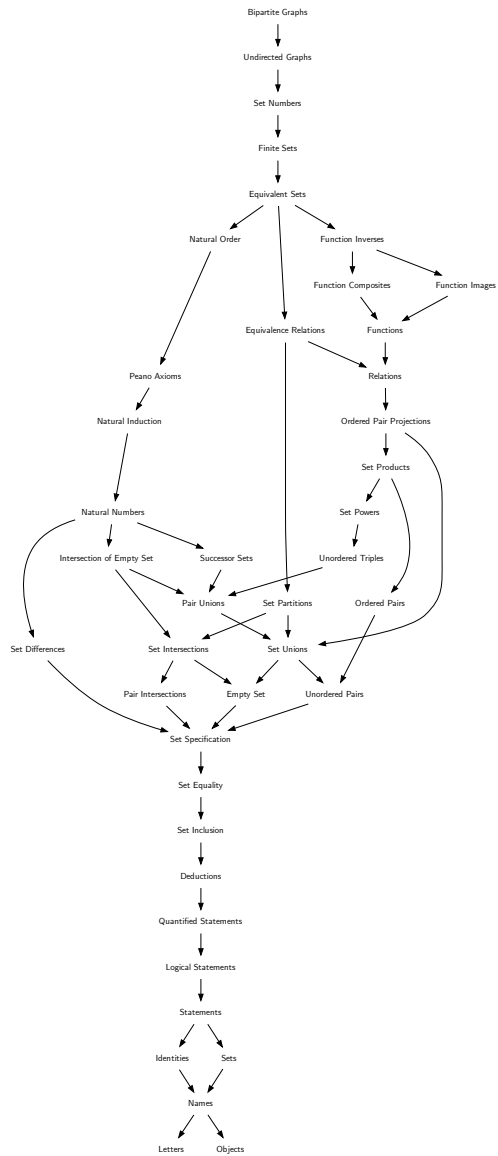 Bipartite Graphs
Undirected Graphs
Set Numbers
Finite Sets
Equivalent Sets
Natural Order
Function Inverses
Function Composites
Function Images
Equivalence Relations
Functions
Peano Axioms
Relations
Natural Induction
Ordered Pair Projections
Set Products
Natural Numbers
Set Powers
Intersection of Empty Set
Successor Sets
Unordered Triples
Pair Unions
Set Partitions
Ordered Pairs
Set Differences
Set Intersections
Set Unions
Pair Intersections
Empty Set
Unordered Pairs
Set Specification
Set Equality
Set Inclusion
Deductions
Quantified Statements
Logical Statements
Statements
Identities
Sets
Names
Letters
Objects